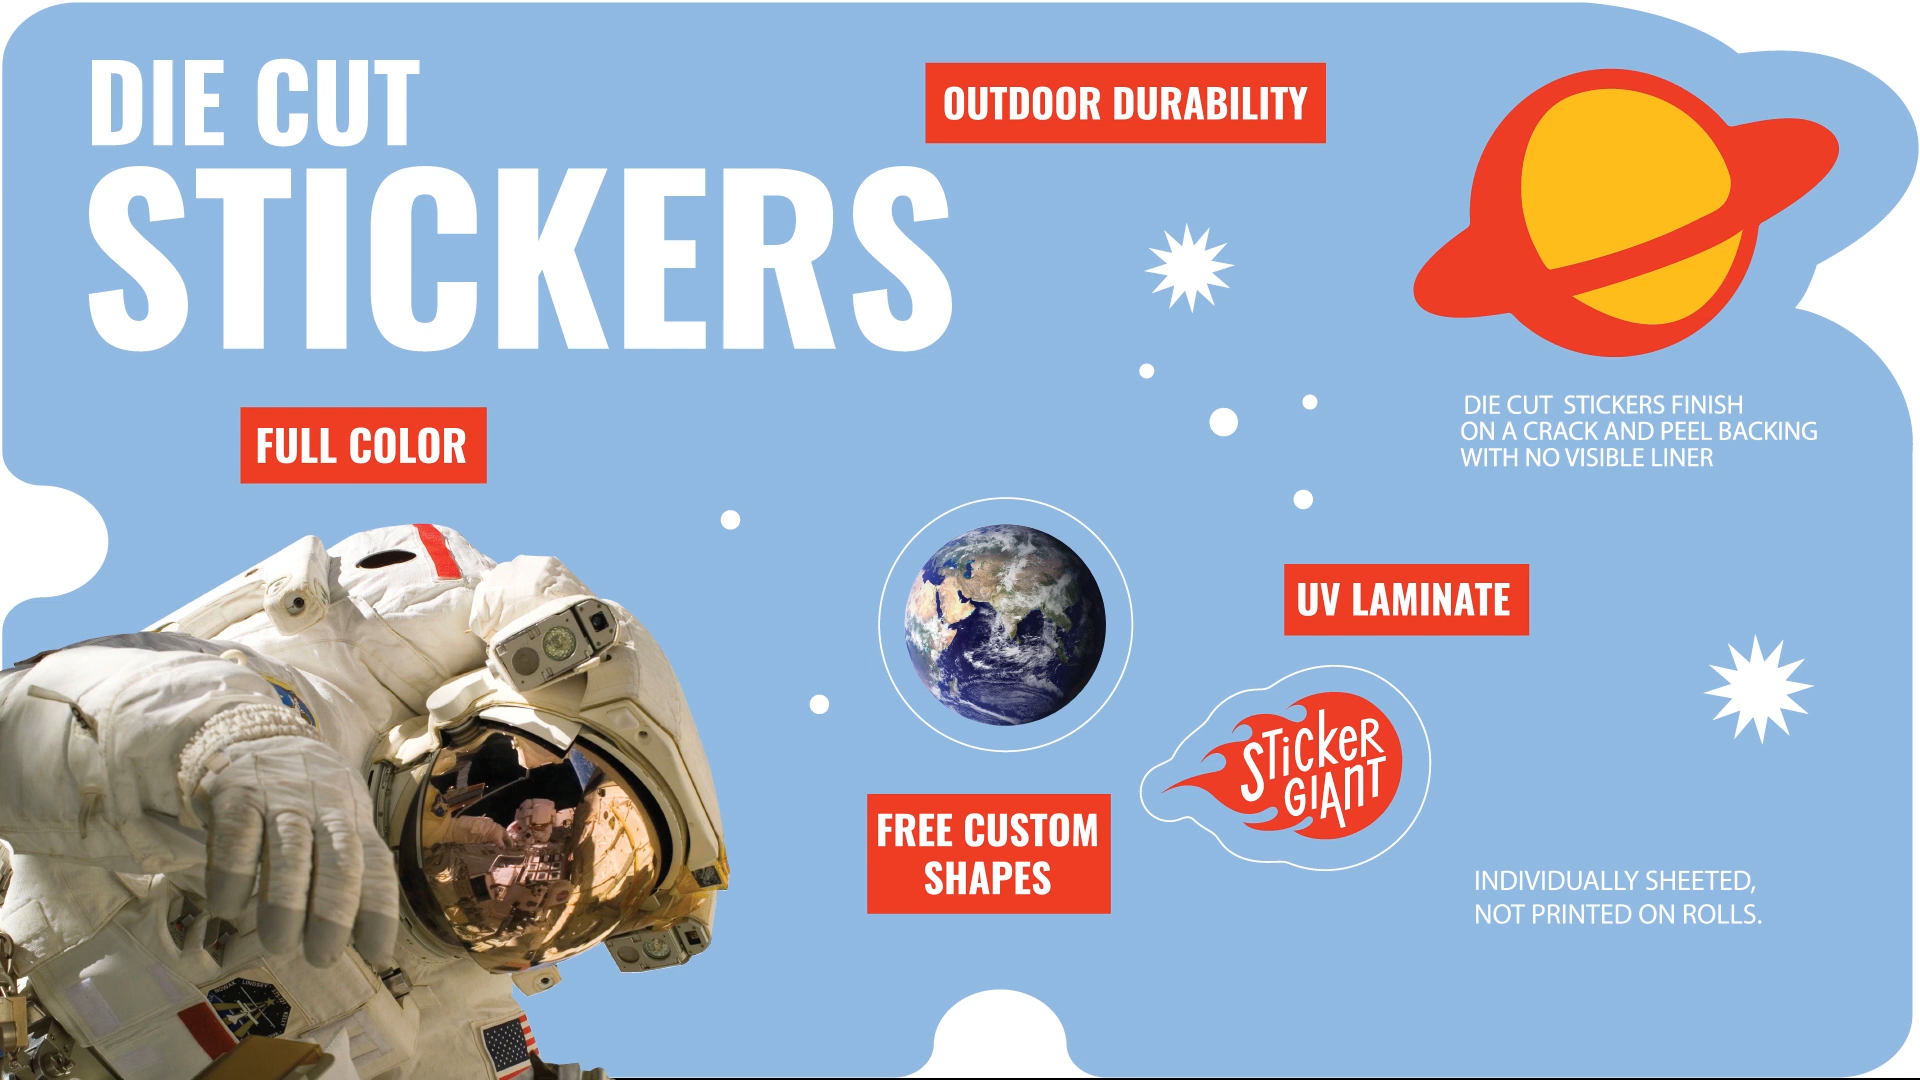 DIE CUT
STICKERS
OUTDOOR DURABILITY
FULL COLOR
DIE CUT STICKERS FINISH
ON A CRACK AND PEEL BACKING
WITH NO VISIBLE LINER
UV LAMINATE
STicKeR
GIANT
FREE CUSTOM
SHAPES
INDIVIDUALLY SHEETED,
NOT PRINTED ON ROLLS.